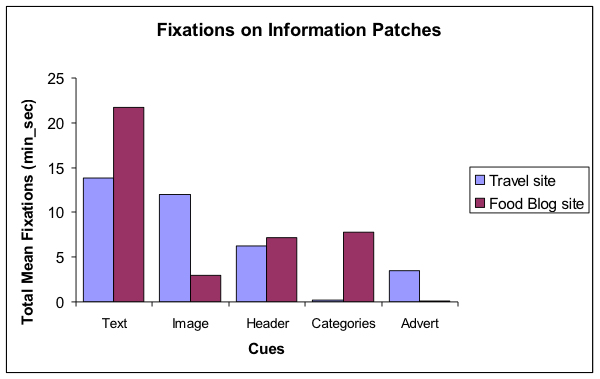 Fixations on Information Patches
Total Mean Fixations (min_sec)
25
20
15
10
5
0
Text Image Header Categories Advert
Cues
Travel site
Food Blog site